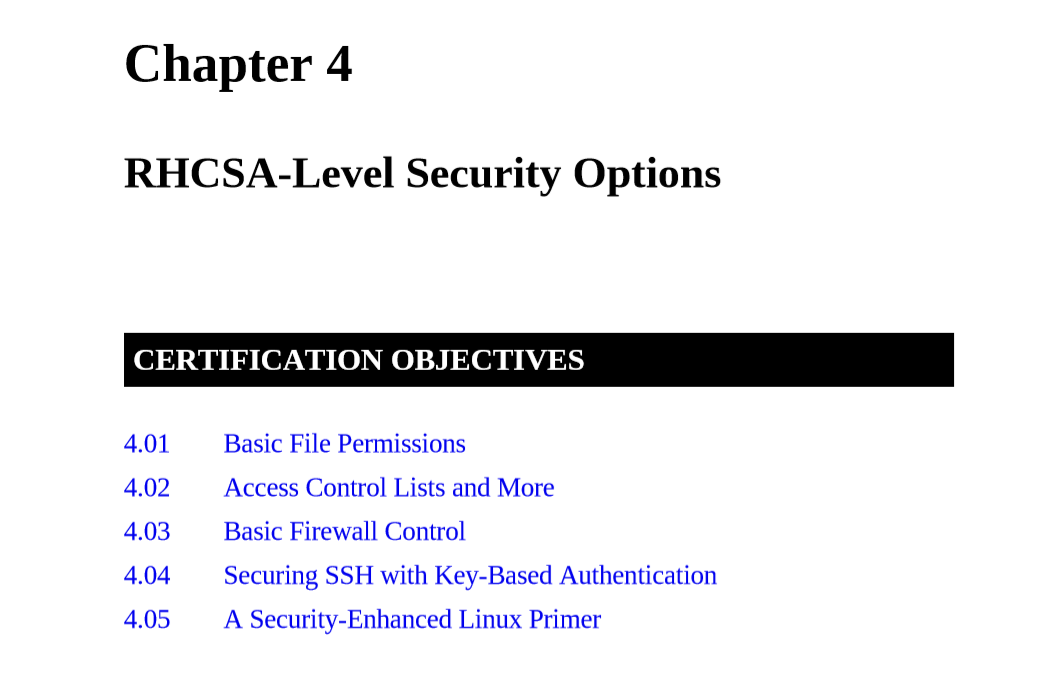 Chapter 4
RHCSA-Level Security Options
CERTIFICATION OBJECTIVES
4.01 Basic File Permissions
4.02 Access Control Lists and More
4.03 Basic Firewall Control
4.04 Securing SSH with Key-Based Authentication
4.05 A Security-Enhanced Linux Primer